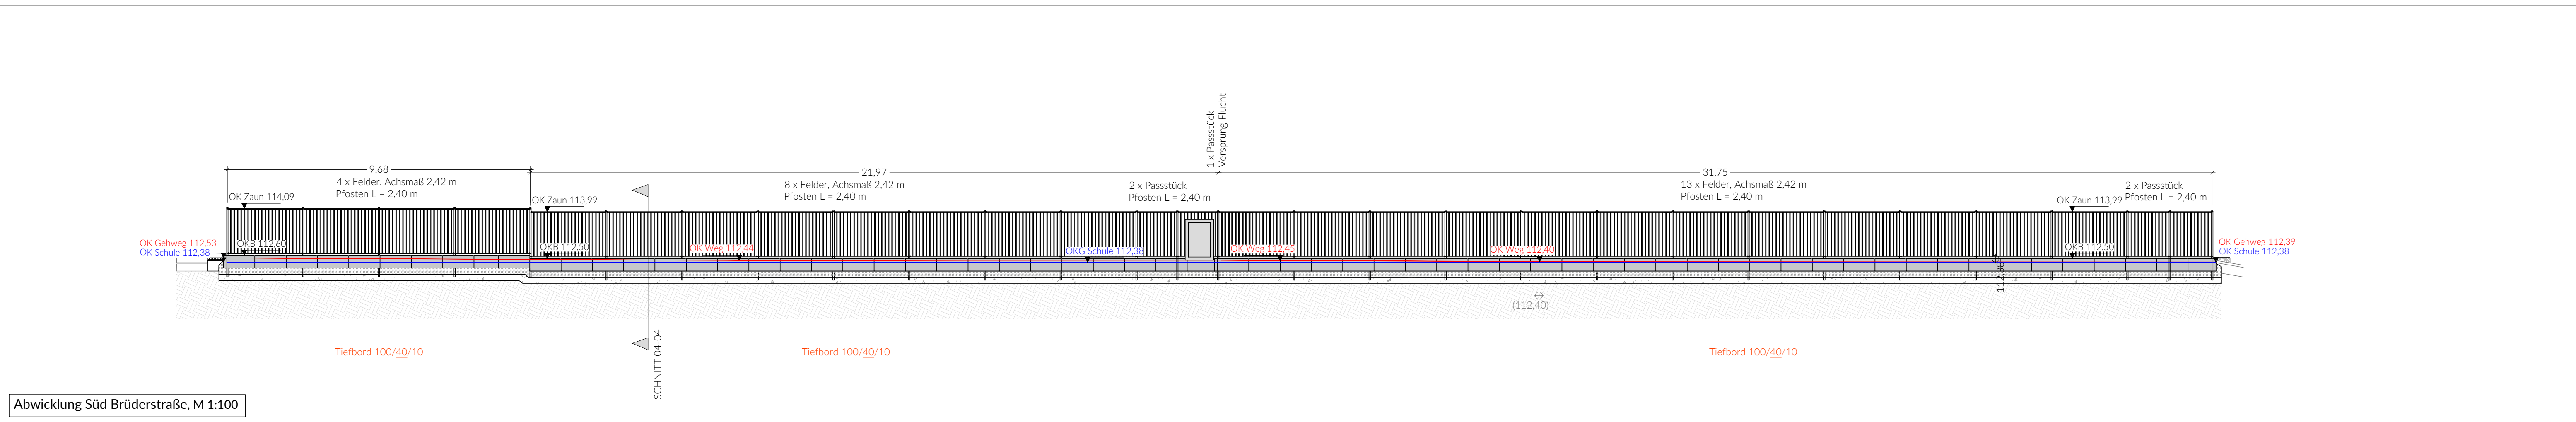 1 x Passstück
Versprung Flucht
9,68
21,97
31,75
4 x Felder, Achsmaß 2,42 m
Pfosten L = 2,40 m
8 x Felder, Achsmaß 2,42 m
Pfosten L = 2,40 m
2 x Passstück
Pfosten L = 2,40 m
13 x Felder, Achsmaß 2,42 m
Pfosten L = 2,40 m
2 x Passstück
Pfosten L = 2,40 m
OK Zaun 114,09
OK Zaun 113,99
OK Zaun 113,99
OK Gehweg 112,53
OK Schule 112,38
OKB 112,60
OKB 112,50
OK Weg 112,44
OKG Schule 112,38
OK Weg 112,45
OK Weg 112,40
OKB 112,50
OK Gehweg 112,39
OK Schule 112,38
112,38
(112,40)
Tiefbord 100/40/10
Tiefbord 100/40/10
Tiefbord 100/40/10
SCHNITT 04-04
Abwicklung Süd Brüderstraße, M 1:100